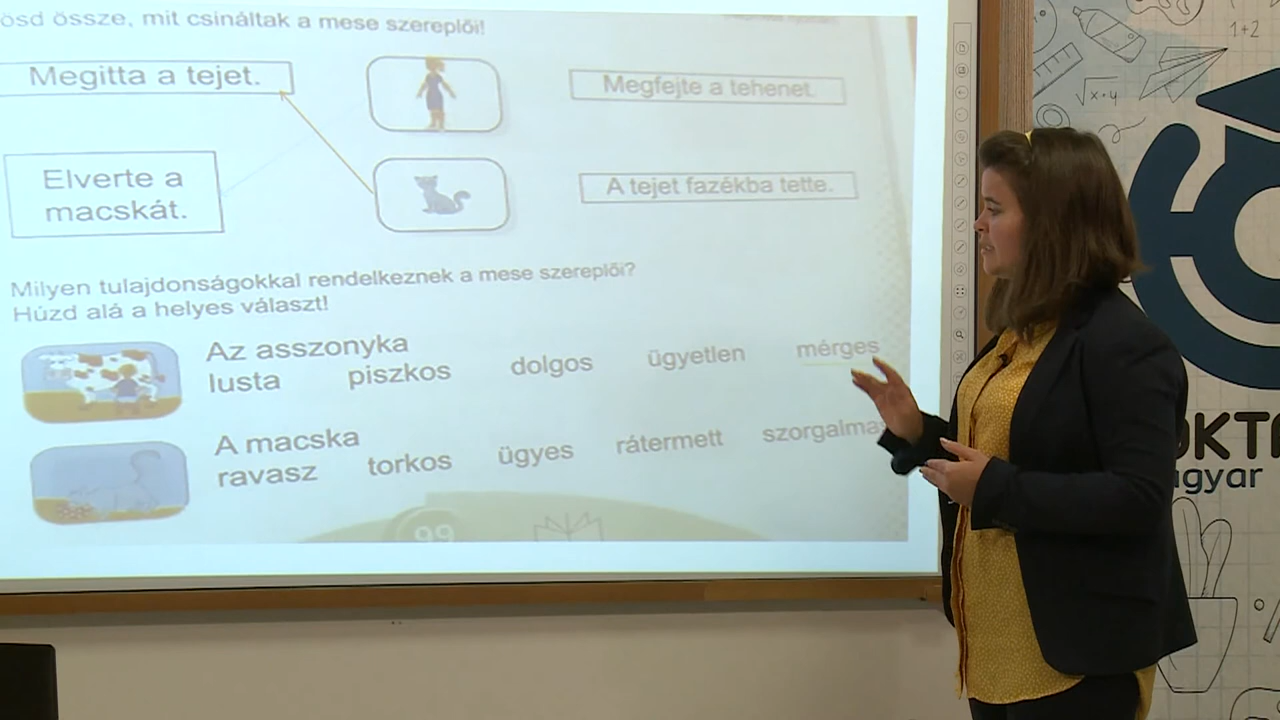 ösd össze, mit csináltak a mese szereplői!
Megitta a tejet.
Megfejte a tehenet.
Elverte a
macskát.
A tejet fazékba tette.
Milyen tulajdonságokkal rendelkeznek a mese szereplői?
Húzd alá a helyes választ!
Az asszonyka
lusta piszkos dolgos ügyetlen mérges
A macska
ravasz torkos ügyes rátermett szorgalma
99
1+2
√x+4
OKTA
agyar